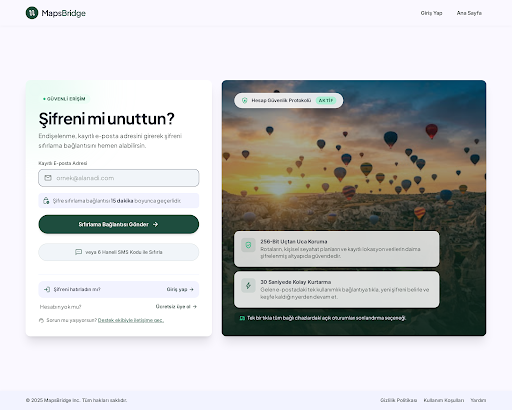 MapsBridge
Giriş Yap
Ana Sayfa
GÜVENLİ ERİŞİM
Şifreni mi unuttun?
Endişelenme, kayıtlı e-posta adresini girerek şifreni
sıfırlama bağlantısını hemen alabilirsin.
Kayıtlı E-posta Adresi
ornek@alanadi.com
Şifre sıfırlama bağlantısı 15 dakika boyunca geçerlidir.
Sıfırlama Bağlantısı Gönder →
veya 6 Haneli SMS Kodu ile Sıfırla
Şifreni hatırladın mı?
Giriş yap →
Hesabın yok mu?
Ücretsiz üye ol →
Sorun mu yaşıyorsun? Destek ekibiyle iletişime geç.
Hesap Güvenlik Protokolü
AKTİF
256-Bit Uçtan Uca Koruma
Rotaların, kişisel seyahat planların ve kayıtlı lokasyon verilerin daima
şifrelenmiş altyapıda güvendedir.
30 Saniyede Kolay Kurtarma
Gelen e-postadaki tek kullanımlık bağlantıya tıkla, yeni şifreni belirle ve
keşfe kaldığın yerden devam et.
Tek bir tıkla tüm bağlı cihazlardaki açık oturumları sonlandırma seçeneği.
© 2025 MapsBridge Inc. Tüm hakları saklıdır.
Gizlilik Politikası
Kullanım Koşulları
Yardım